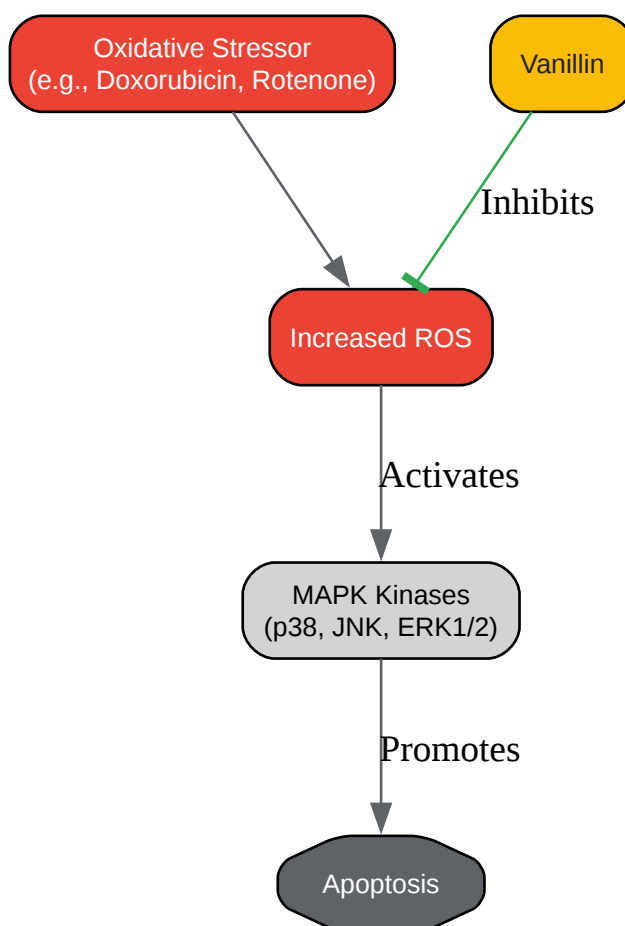 Oxidative Stressor
(e.g., Doxorubicin, Rotenone)
Vanillin
Inhibits
Increased ROS
Activates
MAPK Kinases
(p38, JNK, ERK1/2)
Promotes
Apoptosis